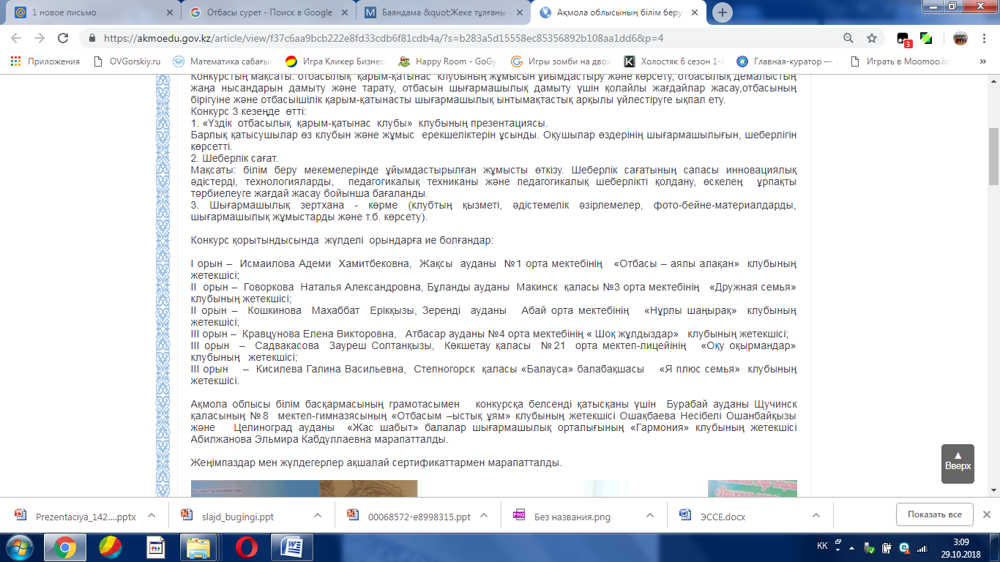 1 новое письмо
Отбасы сурет - Поиск в Google
Баяндама &quot;Жеке тұлғаны
Ақмола облысының білім беру
https://akmoedu.gov.kz/article/view/f37c6aa9bcb222e8fd33cdb6f81cdb4a/?s=b283a5d15558ec85356892b108aa1dd6&p=4
3
Приложения
OVGorskiy.ru
Математика сабағын
Игра Кликер Бизнес
Happy Room - GoGy
Игры зомби на двои
Холостяк 6 сезон 1-8
Главная-куратор —
Играть в Moomoo.io
»
Конкурстың мақсаты: отбасылық қарым-қатынас клубының жұмысын ұйымдастыру және көрсету, отбасылық демалыстың
жаңа нысандарын дамыту және тарату, отбасын шығармашылық дамыту үшін қолайлы жағдайлар жасау,отбасының
бірігуіне және отбасыішілік қарым-қатынасты шығармашылық ынтымақтастық арқылы үйлестіруге ықпал ету.
Конкурс 3 кезеңде өтті:
1. «Үздік отбасылық қарым-қатынас клубы» клубының презентациясы.
Барлық қатысушылар өз клубын және жұмыс ерекшеліктерін ұсынды. Оқушылар өздерінің шығармашылығын, шеберлігін
көрсетті.
2. Шеберлік сағат.
Мақсаты: білім беру мекемелерінде ұйымдастырылған жұмысты өткізу. Шеберлік сағатының сапасы инновациялық
әдістерді, технологияларды, педагогикалық техниканы және педагогикалық шеберлікті қолдану, өскелең ұрпақты
тәрбиелеуге жағдай жасау бойынша бағаланды.
3. Шығармашылық зертхана - көрме (клубтың қызметі, әдістемелік әзірлемелер, фото-бейне-материалдарды,
шығармашылық жұмыстарды және т.б. көрсету).
Конкурс қорытындысында жүлделі орындарға ие болғандар:
I орын – Исмаилова Адеми Хамитбековна, Жақсы ауданы №1 орта мектебінің «Отбасы – аялы алақан» клубының
жетекшісі;
II орын – Говоркова Наталья Александровна, Бұланды ауданы Макинск қаласы №3 орта мектебінің «Дружная семья»
клубының жетекшісі;
II орын – Кошкинова Махаббат Ерікқызы, Зеренді ауданы Абай орта мектебінің «Нұрлы шаңырақ» клубының
жетекшісі;
III орын – Кравцунова Елена Викторовна, Атбасар ауданы №4 орта мектебінің « Шоқ жұлдыздар» клубының жетекшісі;
III орын – Садвакасова Зауреш Солтанқызы, Көкшетау қаласы №21 орта мектеп-лицейінің «Оқу оқырмандар»
клубының жетекшісі;
III орын – Кисилева Галина Васильевна, Степногорск қаласы «Балауса» балабақшасы «Я плюс семья» клубының
жетекшісі.
Ақмола облысы білім басқармасының грамотасымен конкурсқа белсенді қатысқаны үшін Бурабай ауданы Щучинск
қаласының №8 мектеп-гимназясының «Отбасым –ыстық ұям» клубының жетекшісі Ошақбаева Несібелі Ошанбайқызы
және Целиноград ауданы «Жас шабыт» балалар шығармашылық орталығының «Гармония» клубының жетекшісі
Абилжанова Эльмира Кабдуллаевна марапатталды.
Жеңімпаздар мен жүлдегерлер ақшалай сертификаттармен марапатталды.
Вверх
«Дружная семья»
Prezentaciya_142....pptx
slajd_bugingi.ppt
00068572-e8998315.ppt
Без названия.png
ЭССЕ.docx
Показать все
KK
3:09
29.10.2018